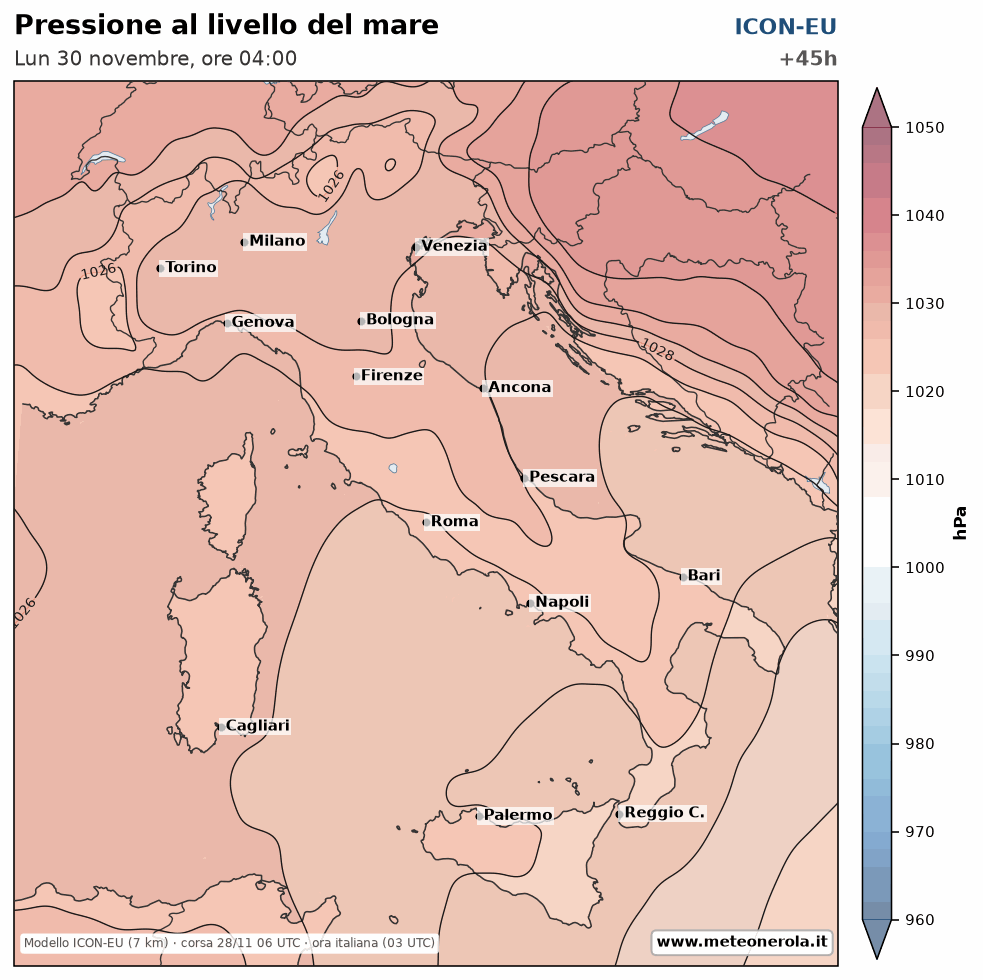 Pressione al livello del mare
ICON-EU
Lun 30 novembre, ore 04:00
+45h
1050
1040
1030
1020
1010
1000
990
980
970
960
hPa
1026
1026
1028
1026
Milano
Venezia
Torino
Genova
Bologna
Firenze
Ancona
Pescara
Roma
Bari
Napoli
Cagliari
Palermo
Reggio C.
Modello ICON-EU (7 km) · corsa 28/11 06 UTC · ora italiana (03 UTC)
www.meteonerola.it